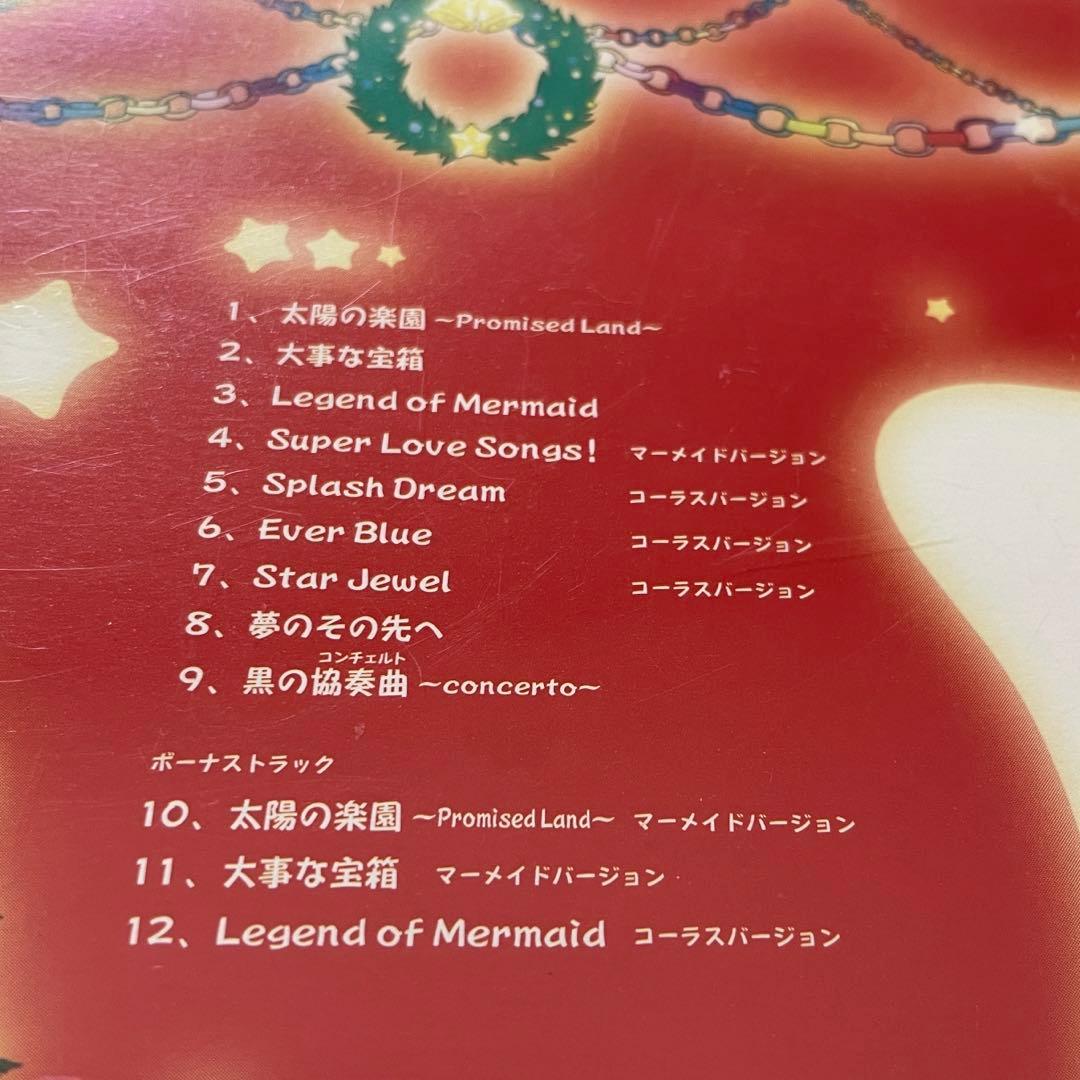 1、太陽の楽園 ~Promised Land~
2、大事な宝箱
3、Legend of Mermaid
4、Super Love Songs! マーメイドバージョン
5、Splash Dream コーラスバージョン
6、Ever Blue コーラスバージョン
7、Star Jewel コーラスバージョン
8、夢のその先へ
コンチェルト
9、黒の協奏曲 ~concerto~
ボーナストラック
10、太陽の楽園 ~Promised Land~ マーメイドバージョン
11、大事な宝箱 マーメイドバージョン
12、Legend of Mermaid コーラスバージョン